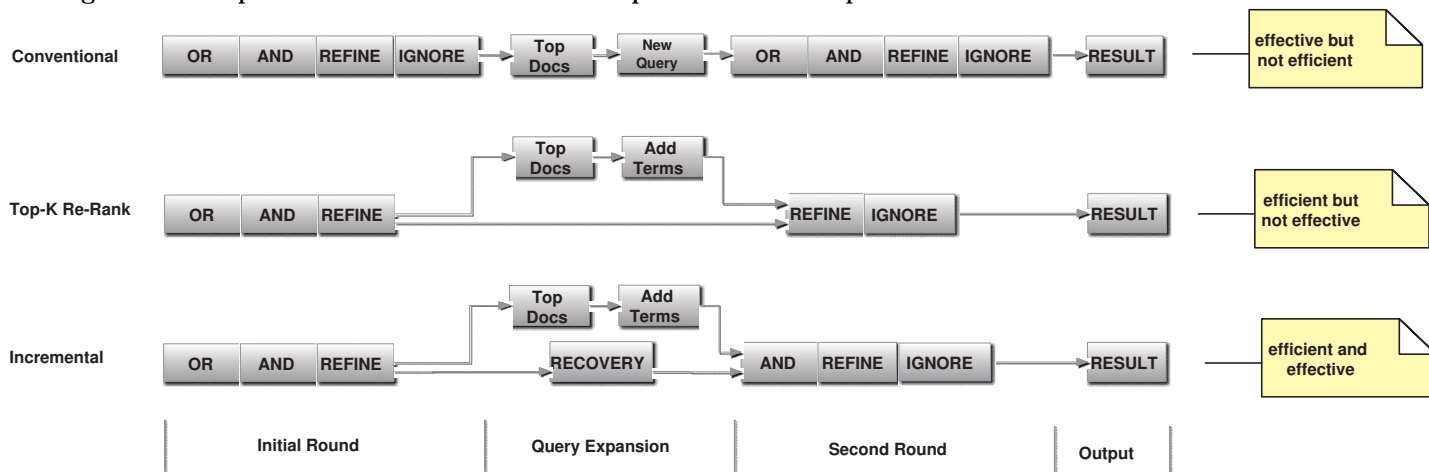 Conventional OR AND REFINE IGNORE Top Docs New Query OR AND REFINE IGNORE RESULT effective but not efficient
Top-K Re-Rank OR AND REFINE Top Docs Add Terms REFINE IGNORE RESULT efficient but not effective
Incremental OR AND REFINE Top Docs Add Terms RECOVERY AND REFINE IGNORE RESULT efficient and effective
Initial Round Query Expansion Second Round Output